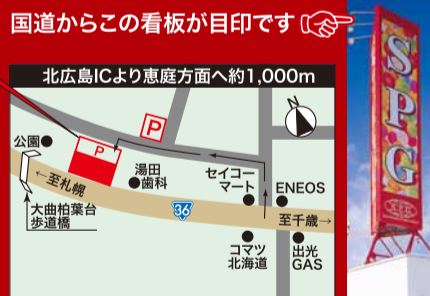 国道からこの看板が目印です
北広島ICより恵庭方面へ約1,000m
N
P
公園
P
湯田
歯科
セイコー
マート
ENEOS
←至札幌
36
至千歳→
大曲柏葉台
歩道橋
コマツ
北海道
出光
GAS
SPG